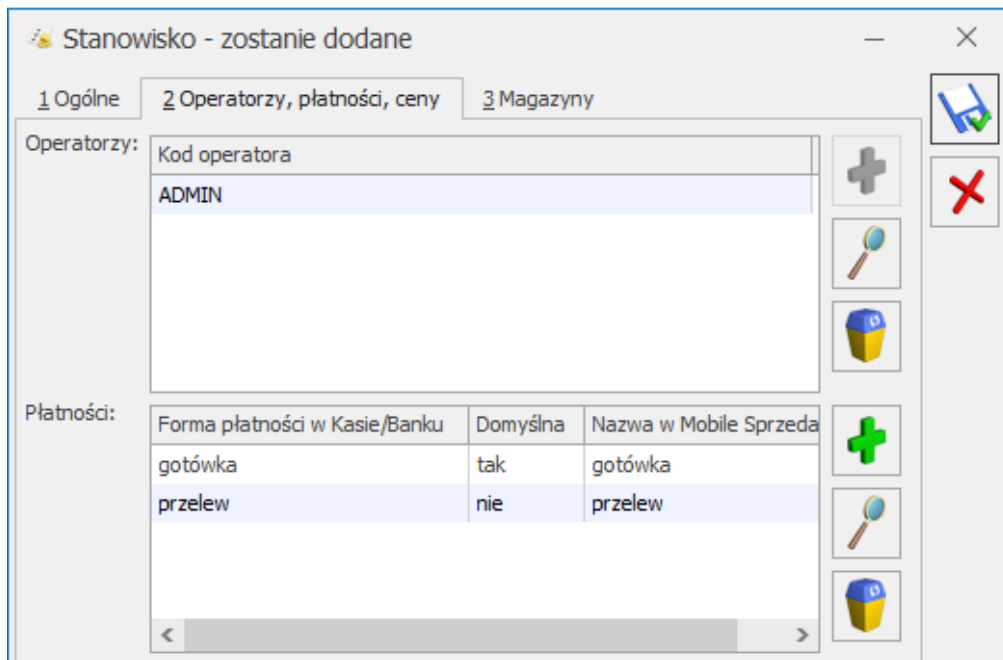 Stanowisko - zostanie dodane
1 Ogólne 2 Operatorzy, płatności, ceny 3 Magazyny
Operatorzy:
Kod operatora
ADMIN
Płatności:
Forma płatności w Kasie/Banku Domyślna Nazwa w Mobile Sprzeda
gotówka tak gotówka
przelew nie przelew